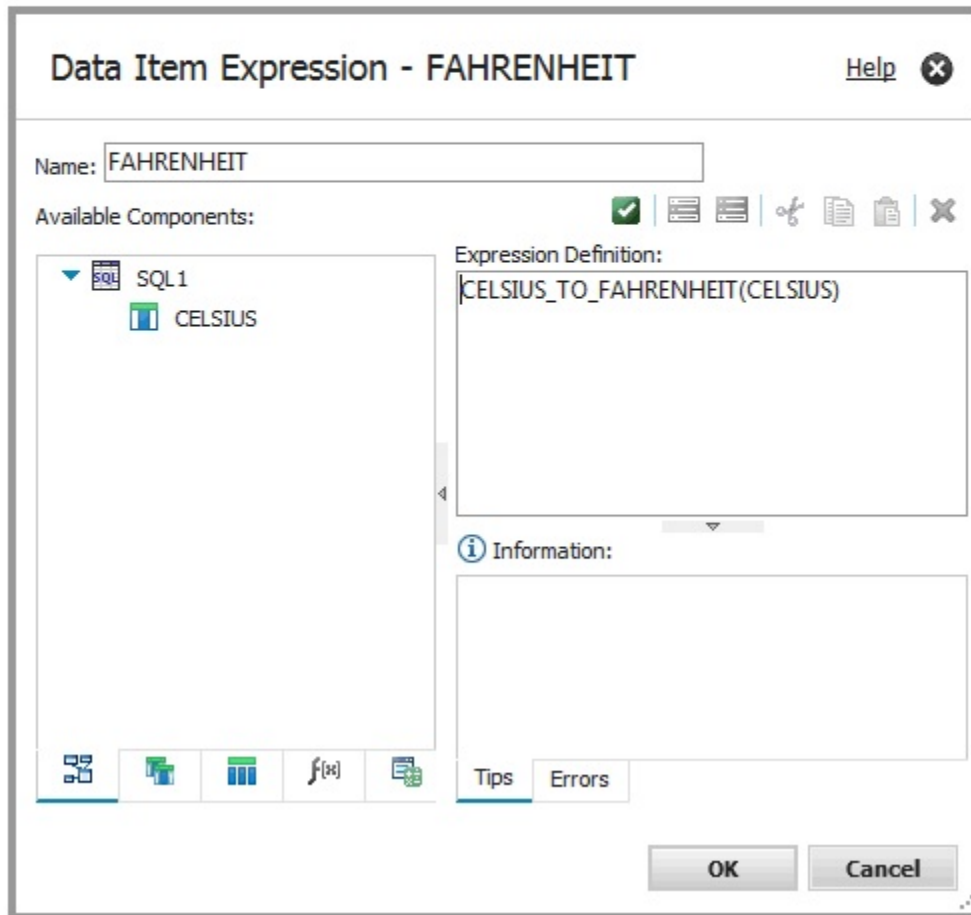 Data Item Expression - FAHRENHEIT
Help
Name: FAHRENHEIT
Available Components:
Expression Definition:
SQL SQL1
CELSIUS
CELSIUS_TO_FAHRENHEIT(CELSIUS)
i Information:
f(x)
Tips Errors
OK Cancel